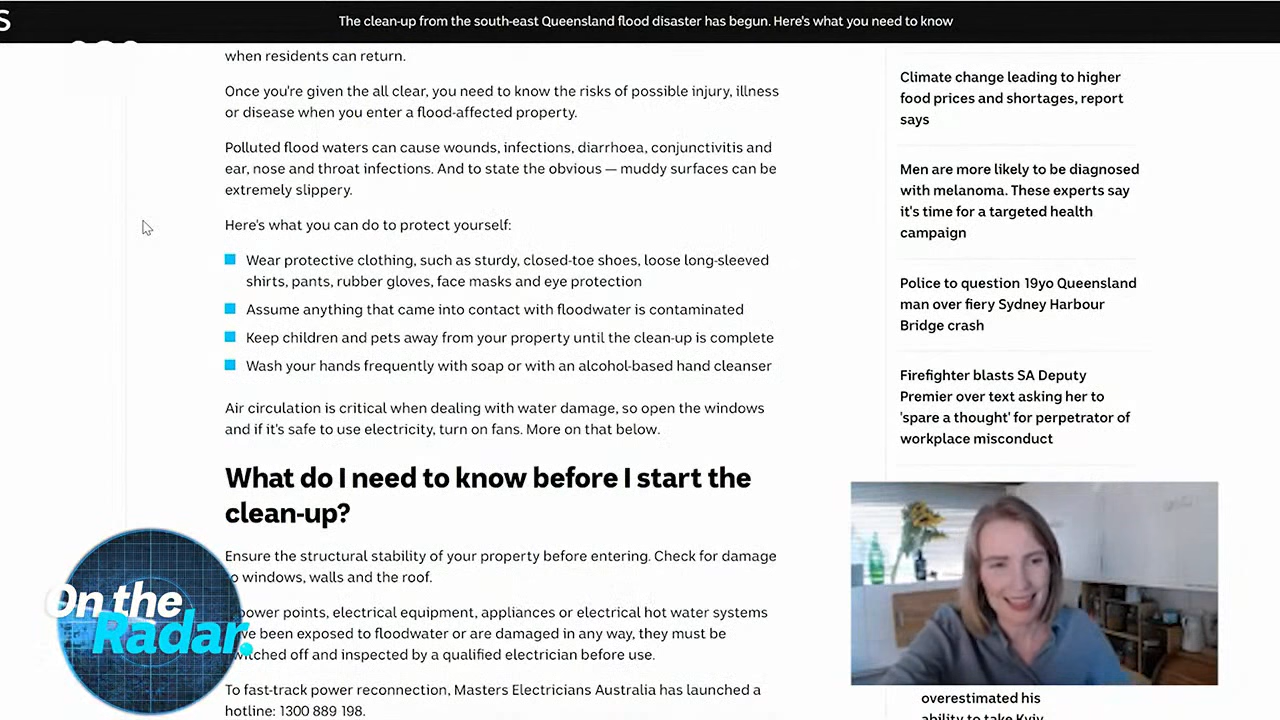 S
The clean-up from the south-east Queensland flood disaster has begun. Here's what you need to know
when residents can return.
Once you're given the all clear, you need to know the risks of possible injury, illness
or disease when you enter a flood-affected property.
Polluted flood waters can cause wounds, infections, diarrhoea, conjunctivitis and
ear, nose and throat infections. And to state the obvious — muddy surfaces can be
extremely slippery.
Here's what you can do to protect yourself:
Wear protective clothing, such as sturdy, closed-toe shoes, loose long-sleeved
shirts, pants, rubber gloves, face masks and eye protection
Assume anything that came into contact with floodwater is contaminated
Keep children and pets away from your property until the clean-up is complete
Wash your hands frequently with soap or with an alcohol-based hand cleanser
Air circulation is critical when dealing with water damage, so open the windows
and if it's safe to use electricity, turn on fans. More on that below.
What do I need to know before I start the
clean-up?
Ensure the structural stability of your property before entering. Check for damage
windows, walls and the roof.
power points, electrical equipment, appliances or electrical hot water systems
been exposed to floodwater or are damaged in any way, they must be
off and inspected by a qualified electrician before use.
To fast-track power reconnection, Masters Electricians Australia has launched a
hotline: 1300 889 198.
Climate change leading to higher
food prices and shortages, report
says
Men are more likely to be diagnosed
with melanoma. These experts say
it's time for a targeted health
campaign
Police to question 19yo Queensland
man over fiery Sydney Harbour
Bridge crash
Firefighter blasts SA Deputy
Premier over text asking her to
'spare a thought' for perpetrator of
workplace misconduct
overestimated his
ability to take Kyiv
On the
Radar.